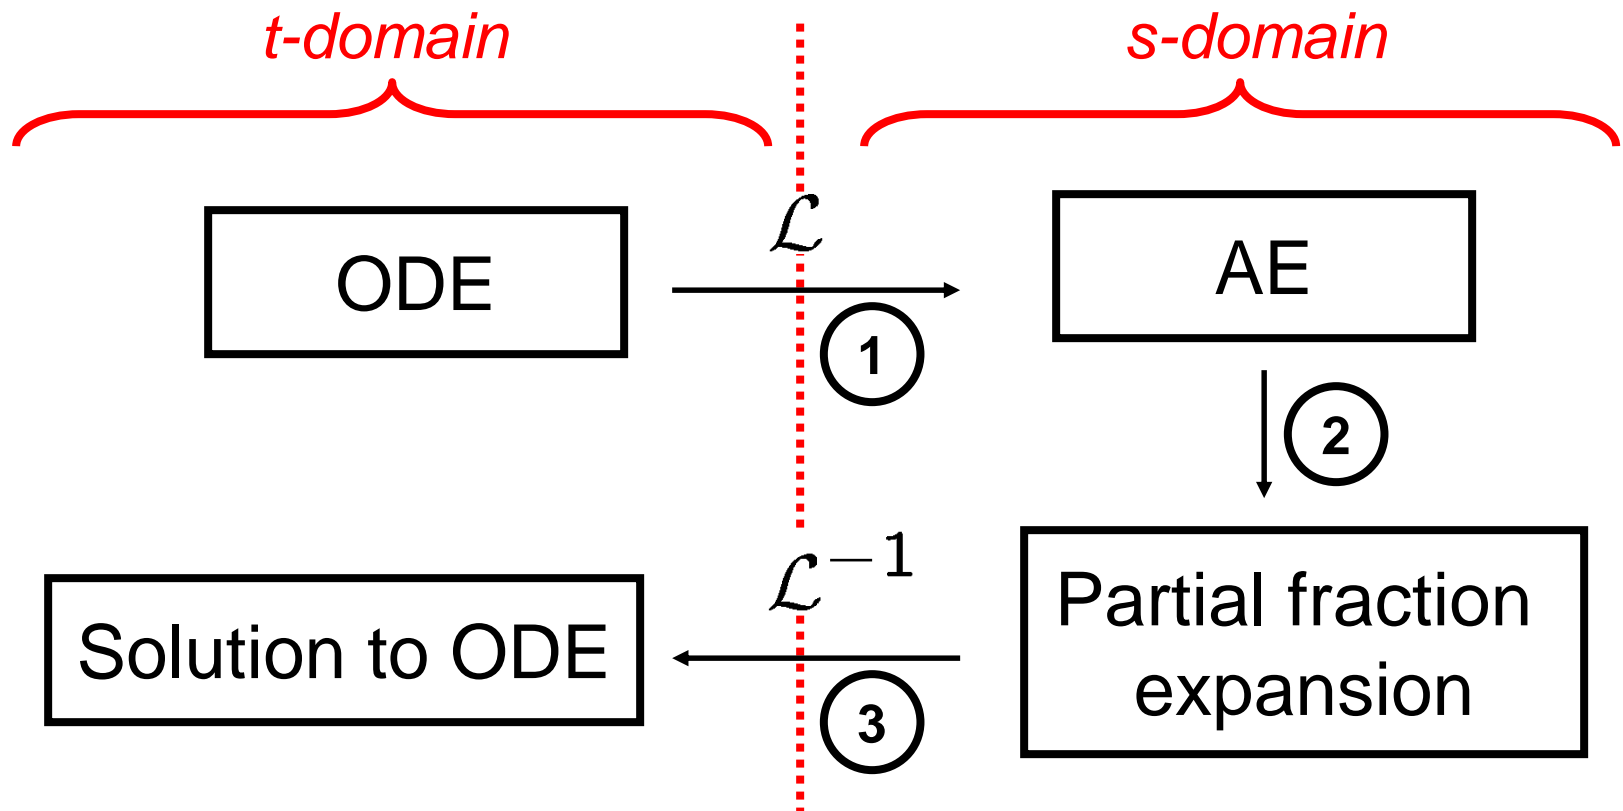 t-domain
s-domain
ℒ
ODE
AE
1
2
ℒ⁻¹
Solution to ODE
Partial fraction
expansion
3